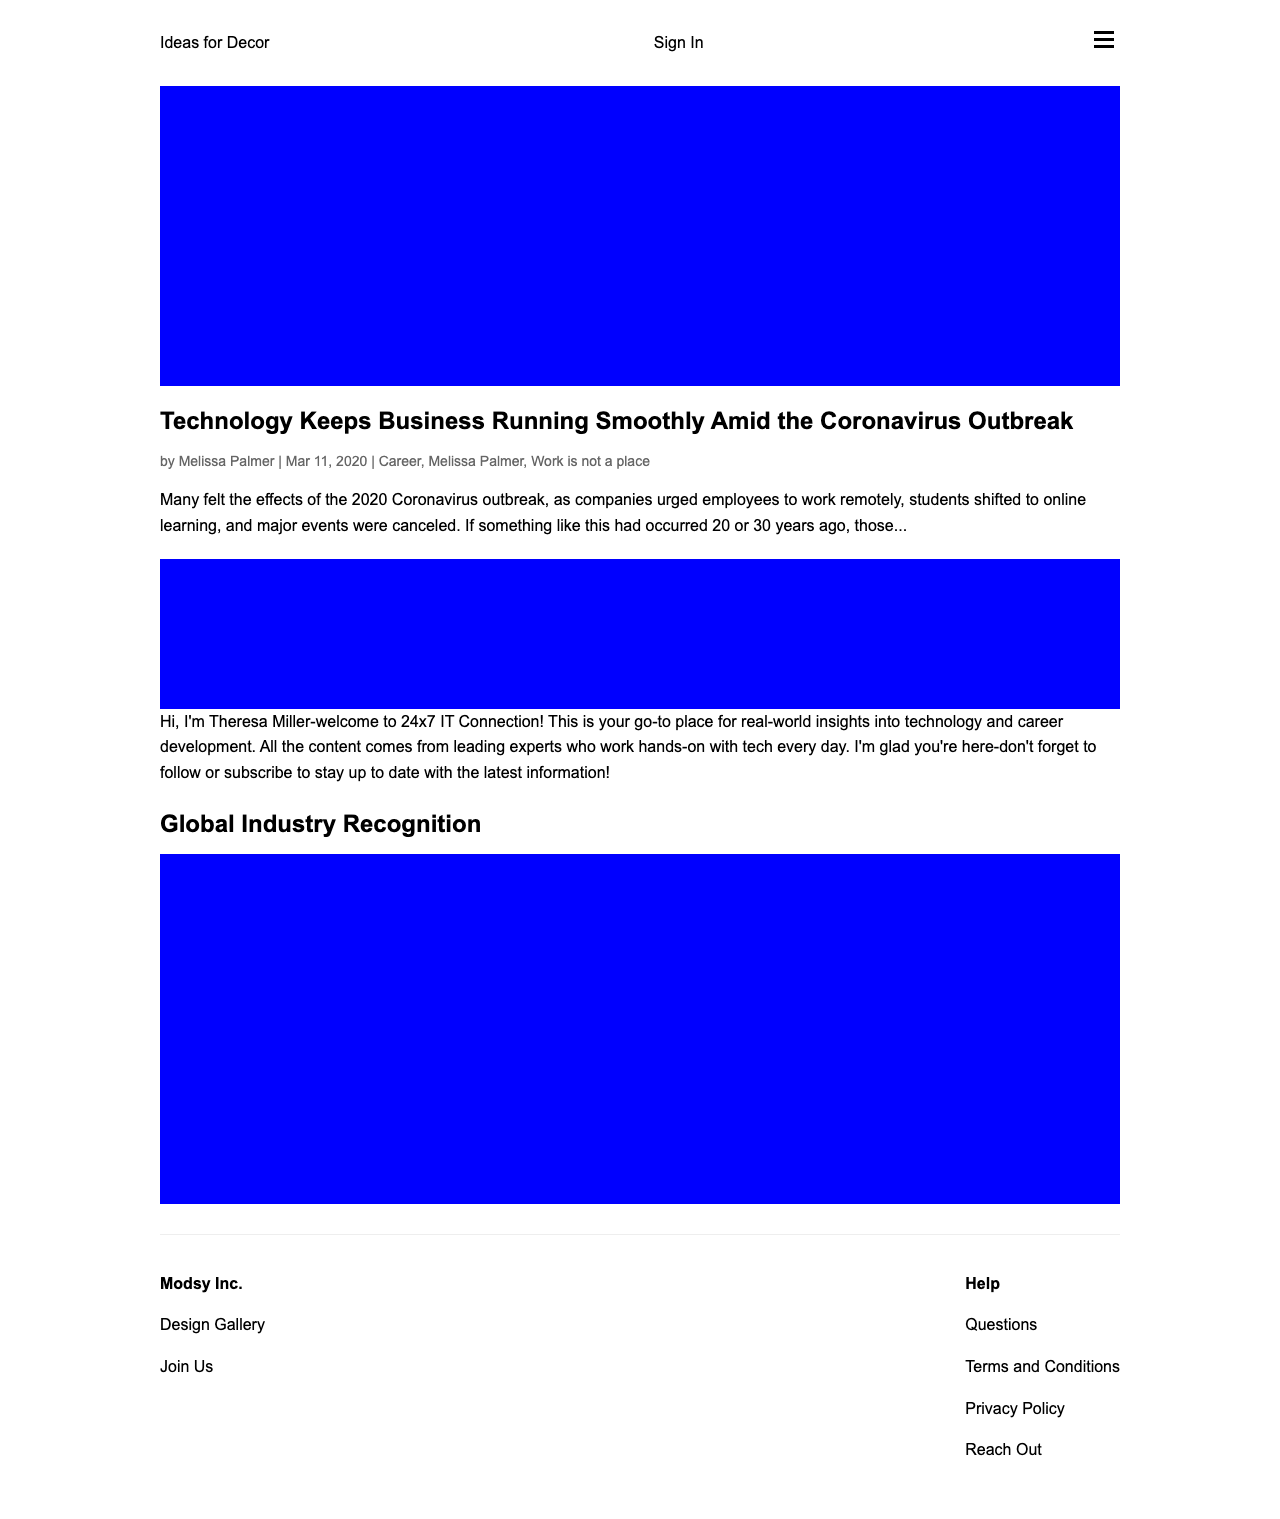 Ideas for Decor
Sign In
Technology Keeps Business Running Smoothly Amid the Coronavirus Outbreak
by Melissa Palmer | Mar 11, 2020 | Career, Melissa Palmer, Work is not a place
Many felt the effects of the 2020 Coronavirus outbreak, as companies urged employees to work remotely, students shifted to online
learning, and major events were canceled. If something like this had occurred 20 or 30 years ago, those...
Hi, I'm Theresa Miller-welcome to 24x7 IT Connection! This is your go-to place for real-world insights into technology and career
development. All the content comes from leading experts who work hands-on with tech every day. I'm glad you're here-don't forget to
follow or subscribe to stay up to date with the latest information!
Global Industry Recognition
Modsy Inc.
Design Gallery
Join Us
Help
Questions
Terms and Conditions
Privacy Policy
Reach Out